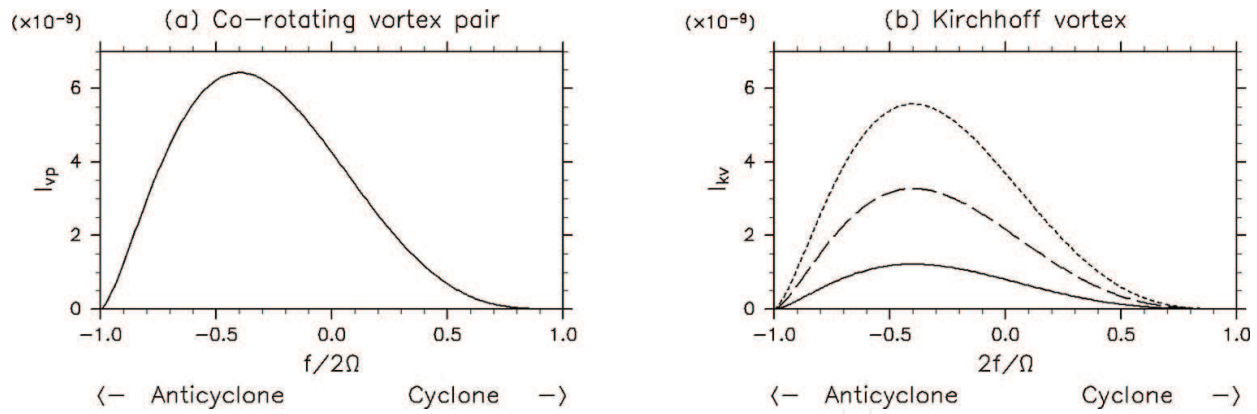 (×10−9) (a) Co−rotating vortex pair
6
4
2
0
Ivp
−1.0 −0.5 0.0 0.5 1.0
f/2Ω
⟨− Anticyclone Cyclone −⟩
(×10−9) (b) Kirchhoff vortex
6
4
2
0
Ikv
−1.0 −0.5 0.0 0.5 1.0
2f/Ω
⟨− Anticyclone Cyclone −⟩